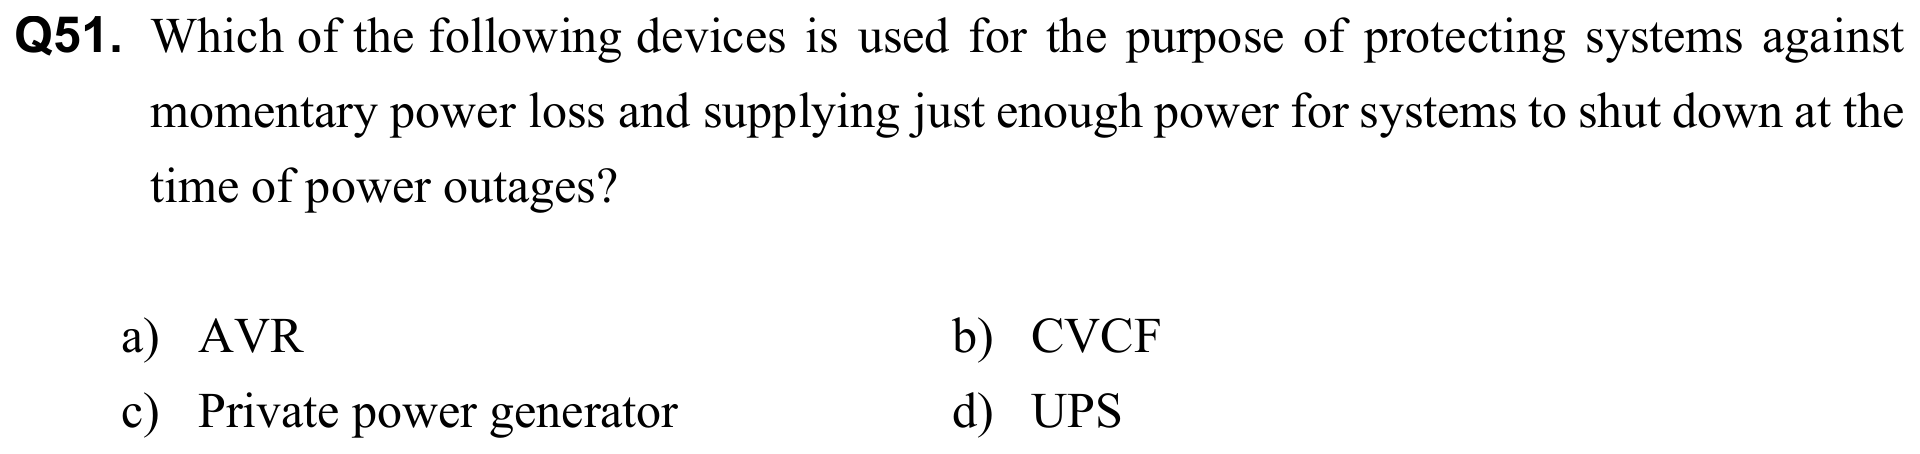 Q51. Which of the following devices is used for the purpose of protecting systems against
momentary power loss and supplying just enough power for systems to shut down at the
time of power outages?
a) AVR b) CVCF
c) Private power generator d) UPS